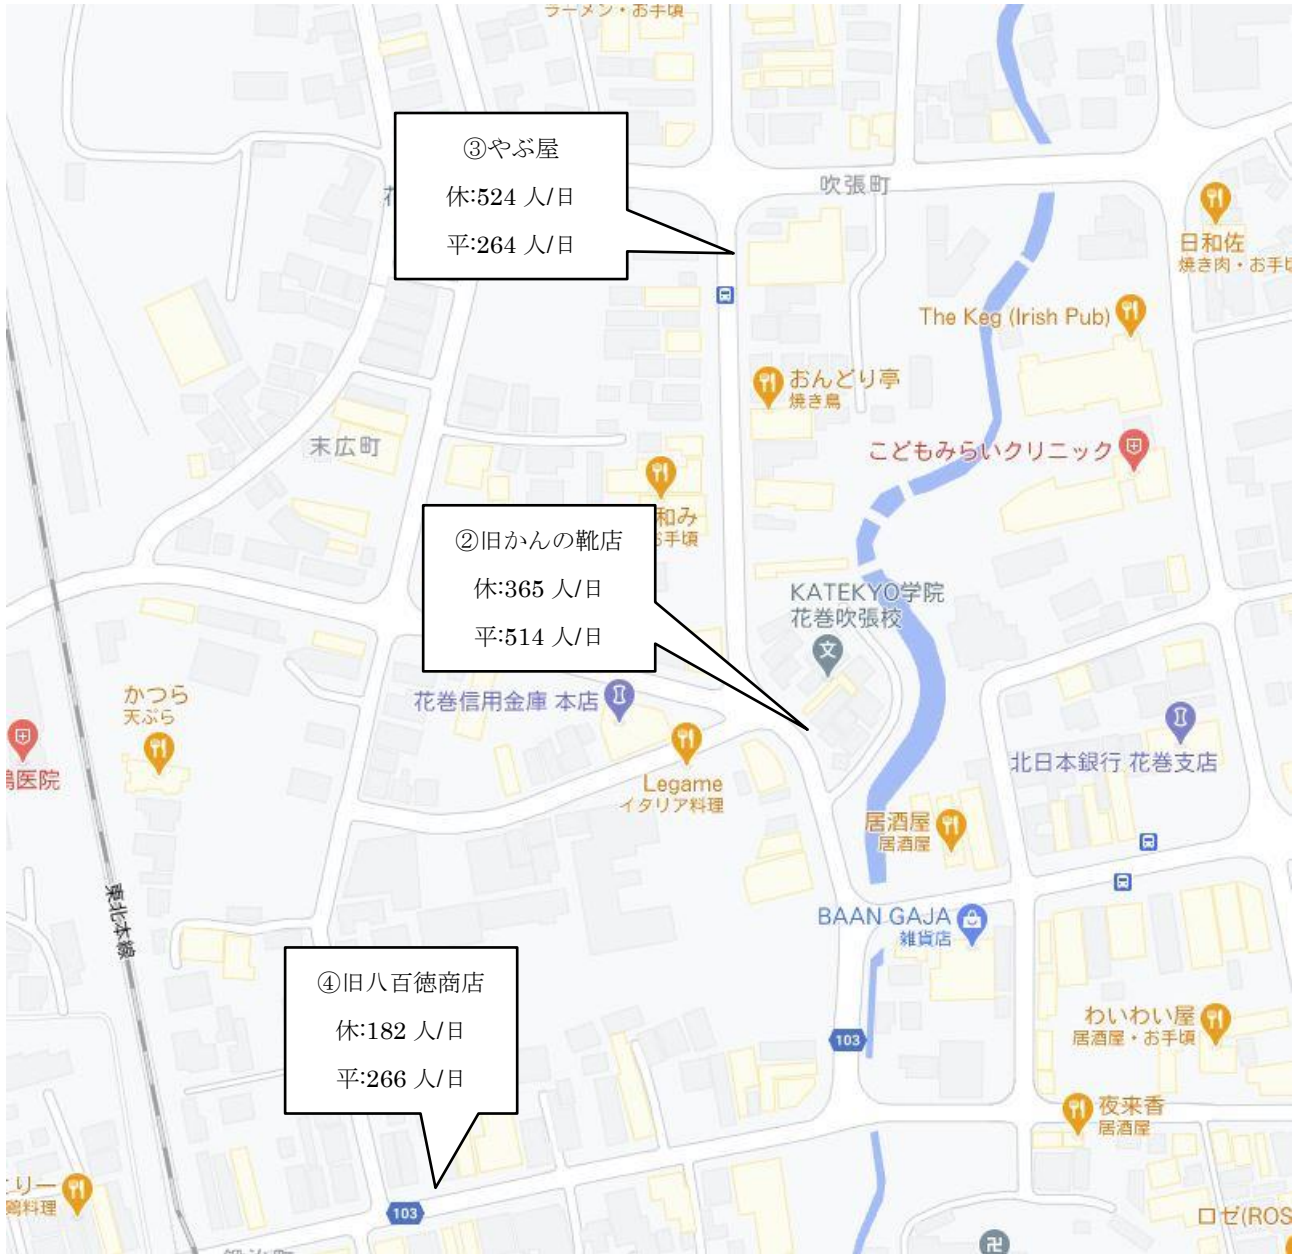 ラーメン・お手頃
③やぶ屋
休:524 人/日
平:264 人/日
花
吹張町
日和佐
焼き肉・お手頃
The Keg (Irish Pub)
おんどり亭
焼き鳥
こどもみらいクリニック
末広町
和み
お手頃
②旧かんの靴店
休:365 人/日
平:514 人/日
KATEKYO学院
花巻吹張校
花巻信用金庫 本店
かつら
天ぷら
医院
Legame
イタリア料理
北日本銀行 花巻支店
居酒屋
居酒屋
東北本線
BAAN GAJA
雑貨店
④旧八百徳商店
休:182 人/日
平:266 人/日
103
わいわい屋
居酒屋・お手頃
夜来香
居酒屋
リー
鶏料理
103
ロゼ(ROS